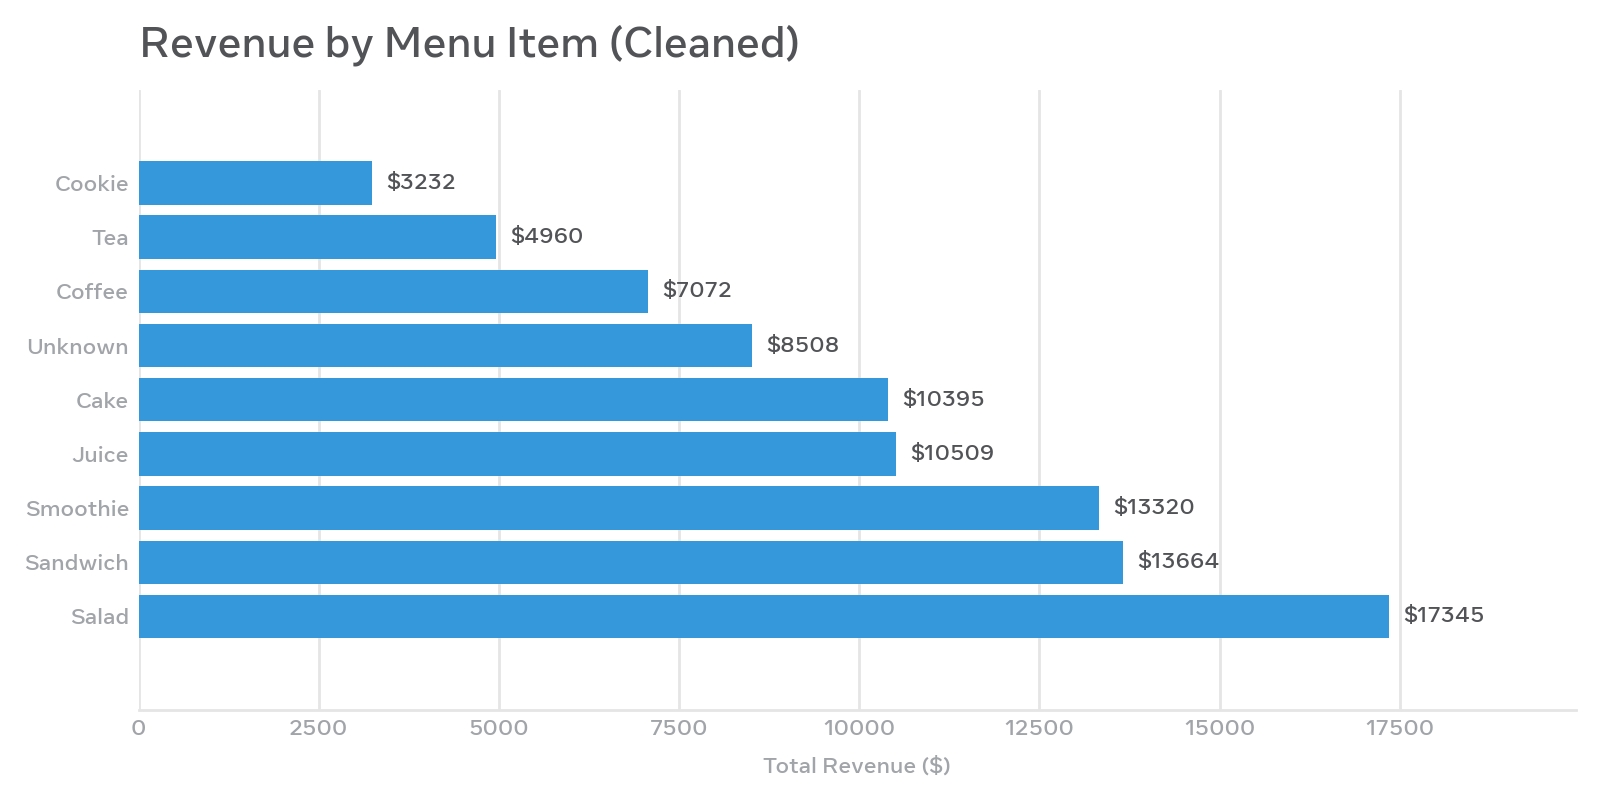 Revenue by Menu Item (Cleaned)
Cookie $3232
Tea $4960
Coffee $7072
Unknown $8508
Cake $10395
Juice $10509
Smoothie $13320
Sandwich $13664
Salad $17345
0 2500 5000 7500 10000 12500 15000 17500
Total Revenue ($)